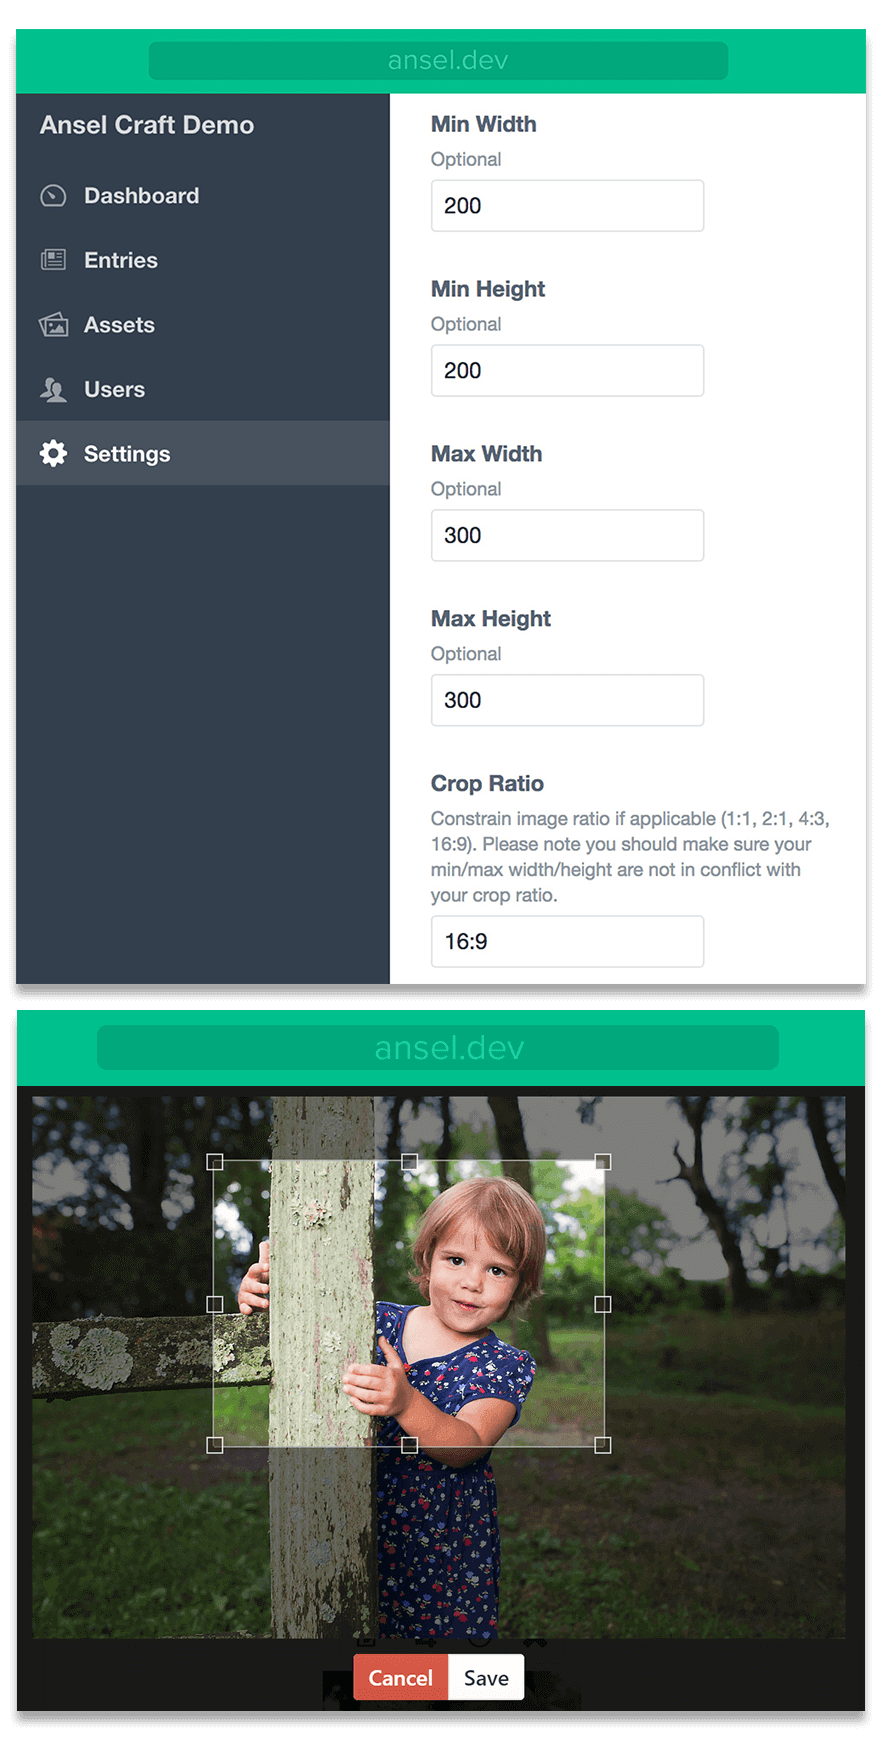 ansel.dev
Ansel Craft Demo
Dashboard
Entries
Assets
Users
Settings
Min Width
Optional
200
Min Height
Optional
200
Max Width
Optional
300
Max Height
Optional
300
Crop Ratio
Constrain image ratio if applicable (1:1, 2:1, 4:3,
16:9). Please note you should make sure your
min/max width/height are not in conflict with
your crop ratio.
16:9
ansel.dev
Cancel
Save